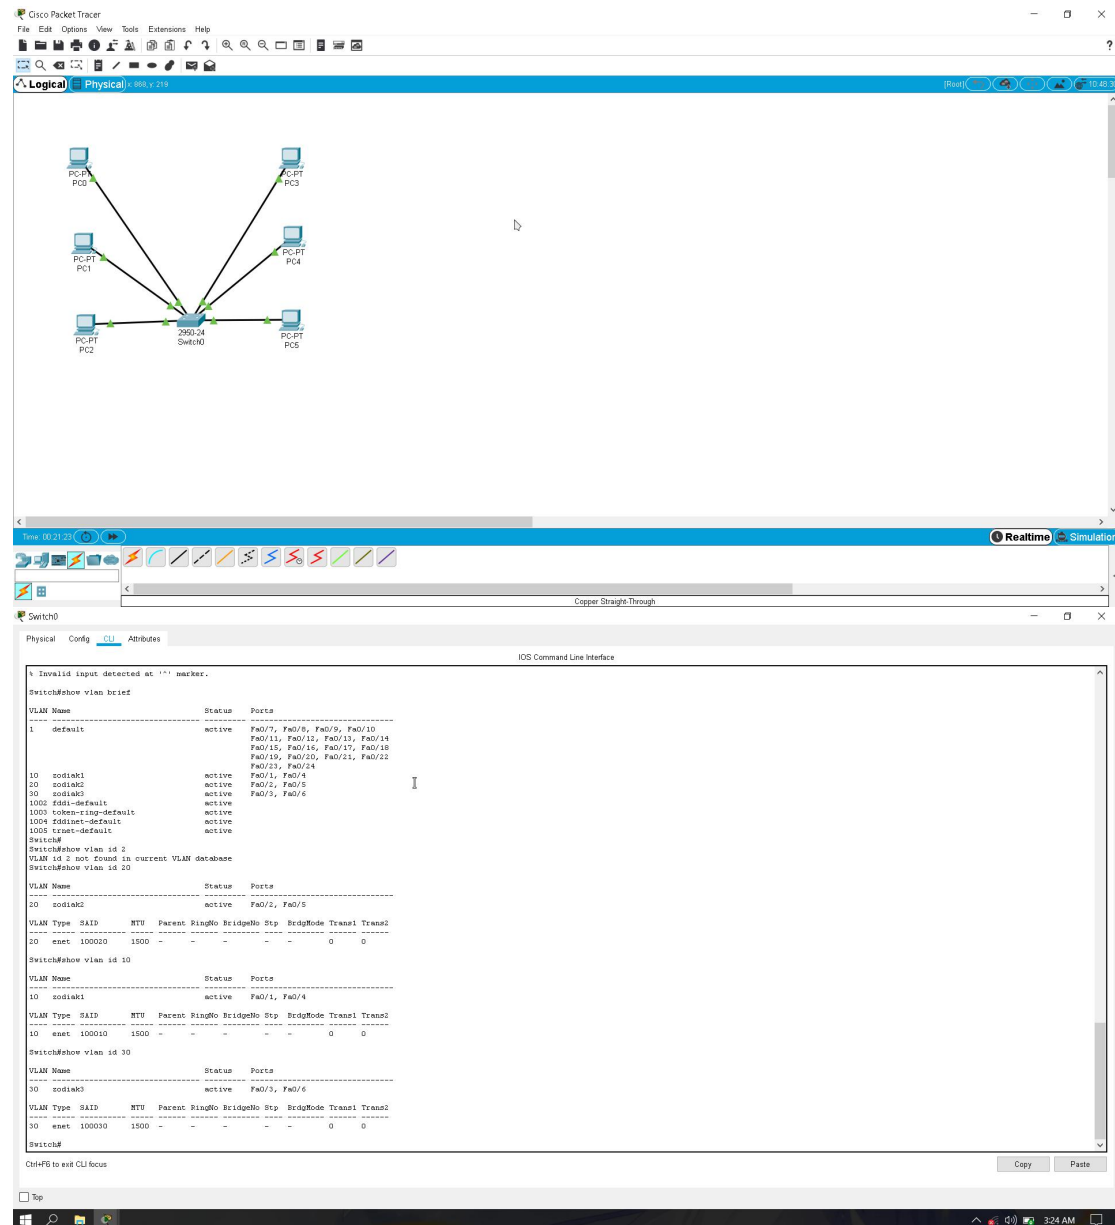 Cisco Packet Tracer
File Edit Options View Tools Extensions Help
Logical Physical x: 888, y: 219 [Root] 10:48:3
PC-PT
PC0
PC-PT
PC3
PC-PT
PC1
PC-PT
PC4
PC-PT
PC2
2950-24
Switch0
PC-PT
PC5
Time: 00:21:23 Realtime Simulation
Copper Straight-Through
Switch0
Physical Config CLI Attributes
IOS Command Line Interface
% Invalid input detected at '^' marker.
Switch#show vlan brief
VLAN Name Status Ports
---- -------------------------------- --------- -------------------------------
1 default active Fa0/7, Fa0/8, Fa0/9, Fa0/10
Fa0/11, Fa0/12, Fa0/13, Fa0/14
Fa0/15, Fa0/16, Fa0/17, Fa0/18
Fa0/19, Fa0/20, Fa0/21, Fa0/22
Fa0/23, Fa0/24
10 zodiak1 active Fa0/1, Fa0/4
20 zodiak2 active Fa0/2, Fa0/5
30 zodiak3 active Fa0/3, Fa0/6
1002 fddi-default active
1003 token-ring-default active
1004 fddinet-default active
1005 trnet-default active
Switch#
Switch#show vlan id 2
VLAN id 2 not found in current VLAN database
Switch#show vlan id 20
VLAN Name Status Ports
---- -------------------------------- --------- -------------------------------
20 zodiak2 active Fa0/2, Fa0/5
VLAN Type SAID MTU Parent RingNo BridgeNo Stp BrdgMode Trans1 Trans2
---- ----- ---------- ----- ------ ------ -------- ---- -------- ------ ------
20 enet 100020 1500 - - - - - 0 0
Switch#show vlan id 10
VLAN Name Status Ports
---- -------------------------------- --------- -------------------------------
10 zodiak1 active Fa0/1, Fa0/4
VLAN Type SAID MTU Parent RingNo BridgeNo Stp BrdgMode Trans1 Trans2
---- ----- ---------- ----- ------ ------ -------- ---- -------- ------ ------
10 enet 100010 1500 - - - - - 0 0
Switch#show vlan id 30
VLAN Name Status Ports
---- -------------------------------- --------- -------------------------------
30 zodiak3 active Fa0/3, Fa0/6
VLAN Type SAID MTU Parent RingNo BridgeNo Stp BrdgMode Trans1 Trans2
---- ----- ---------- ----- ------ ------ -------- ---- -------- ------ ------
30 enet 100030 1500 - - - - - 0 0
Switch#
Ctrl+F6 to exit CLI focus Copy Paste
Top
3:24 AM